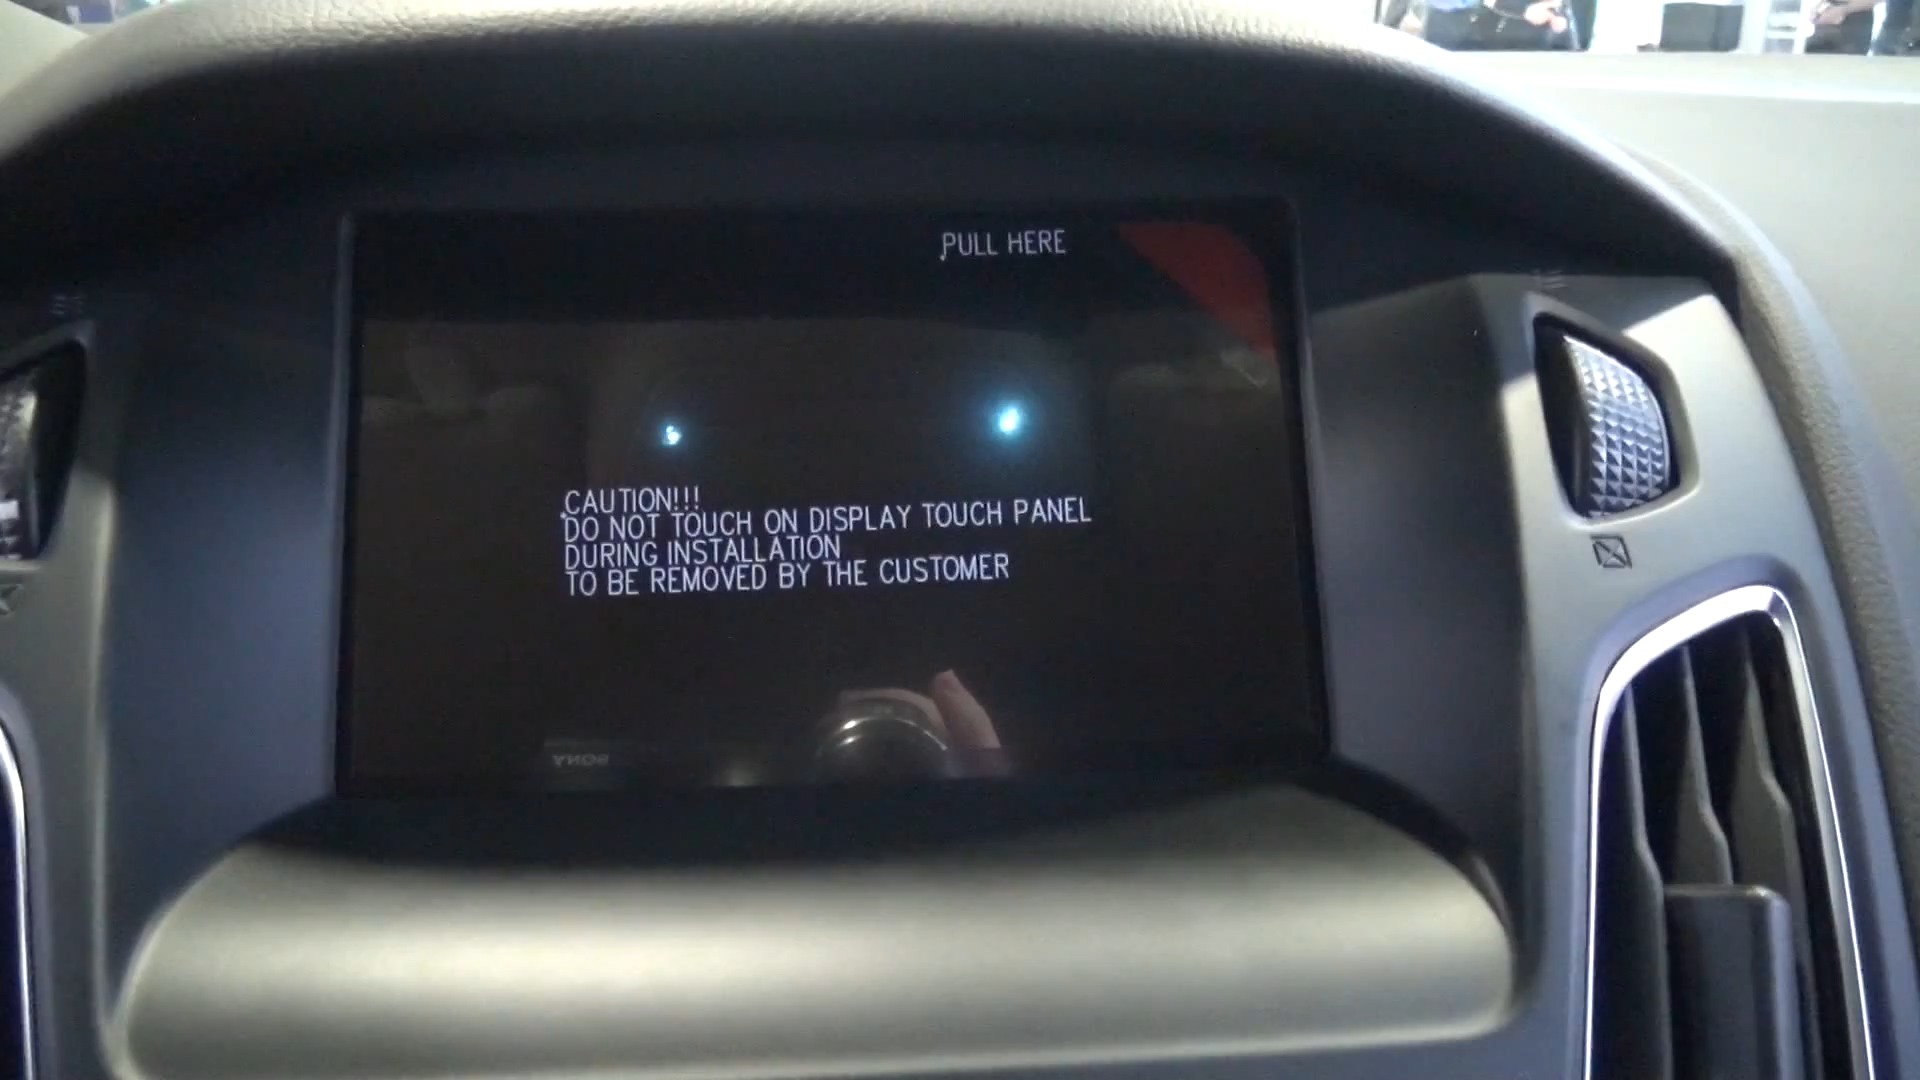 PULL HERE
CAUTION!!!
DO NOT TOUCH ON DISPLAY TOUCH PANEL
DURING INSTALLATION
TO BE REMOVED BY THE CUSTOMER
SONY